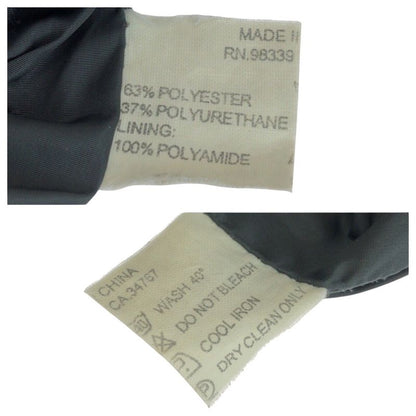 MADE I
RN.98339
63% POLYESTER
37% POLYURETHANE
LINING:
100% POLYAMIDE
CHINA
CA.34757
WASH 40°
DO NOT BLEACH
COOL IRON
DRY CLEAN ONLY